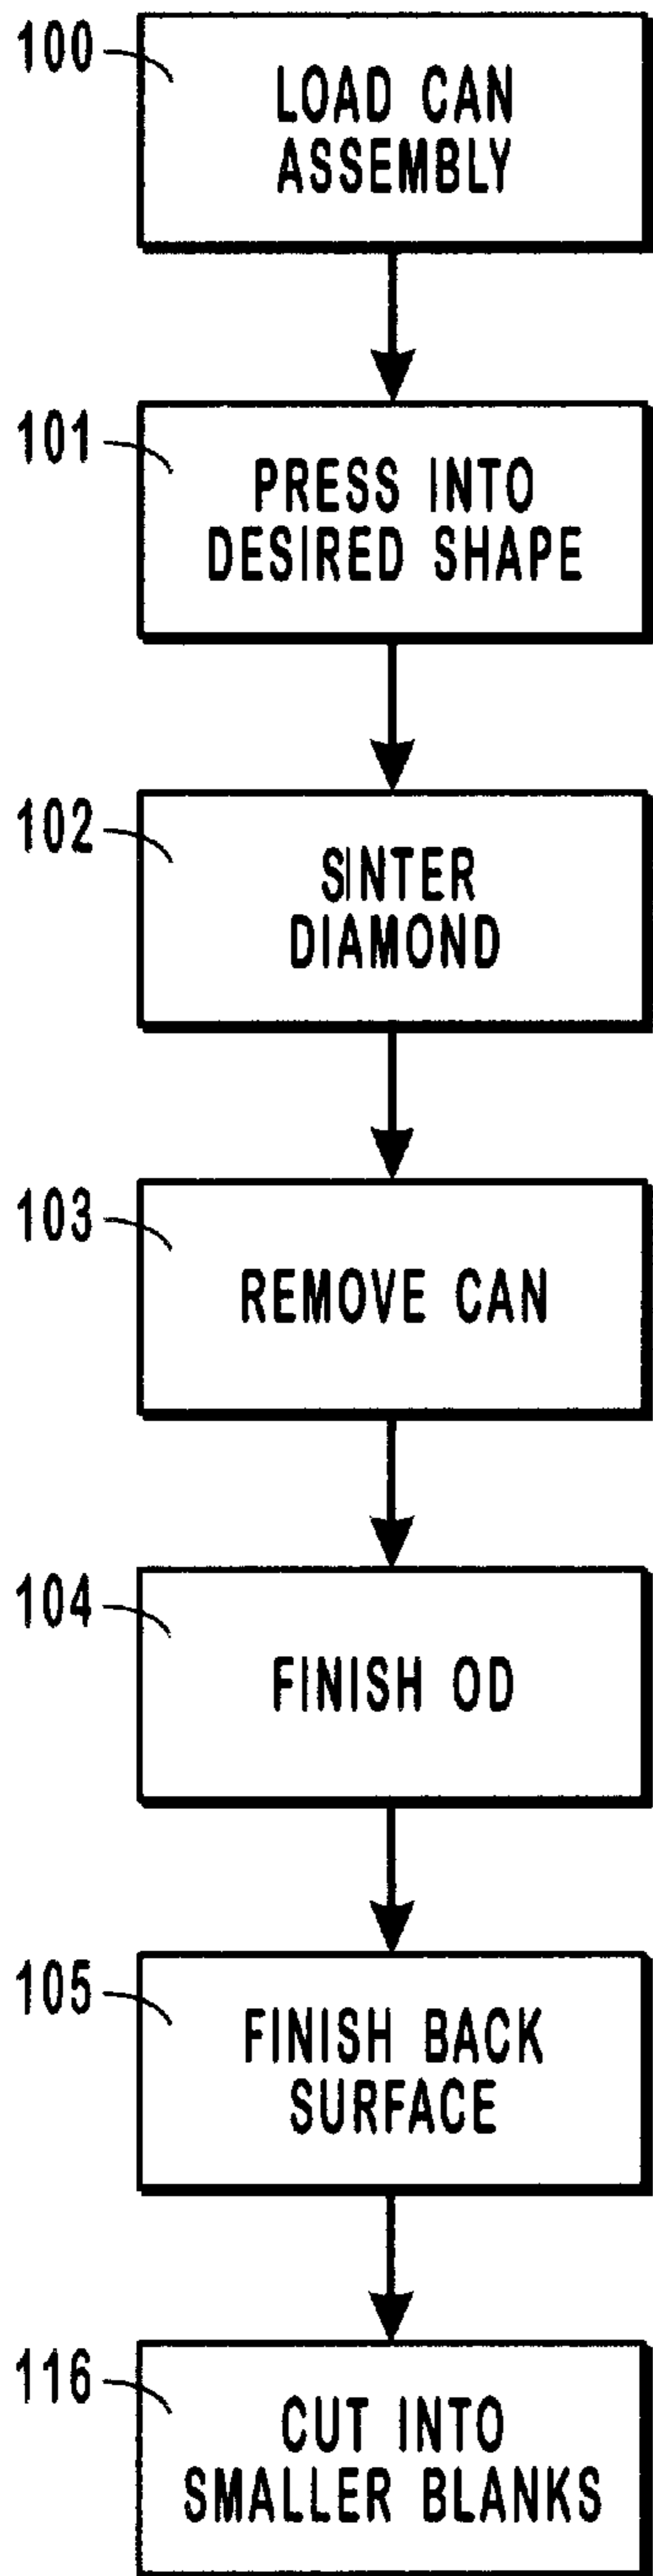 100
LOAD CAN
ASSEMBLY
101
PRESS INTO
DESIRED SHAPE
102
SINTER
DIAMOND
103
REMOVE CAN
104
FINISH OD
105
FINISH BACK
SURFACE
116
CUT INTO
SMALLER BLANKS